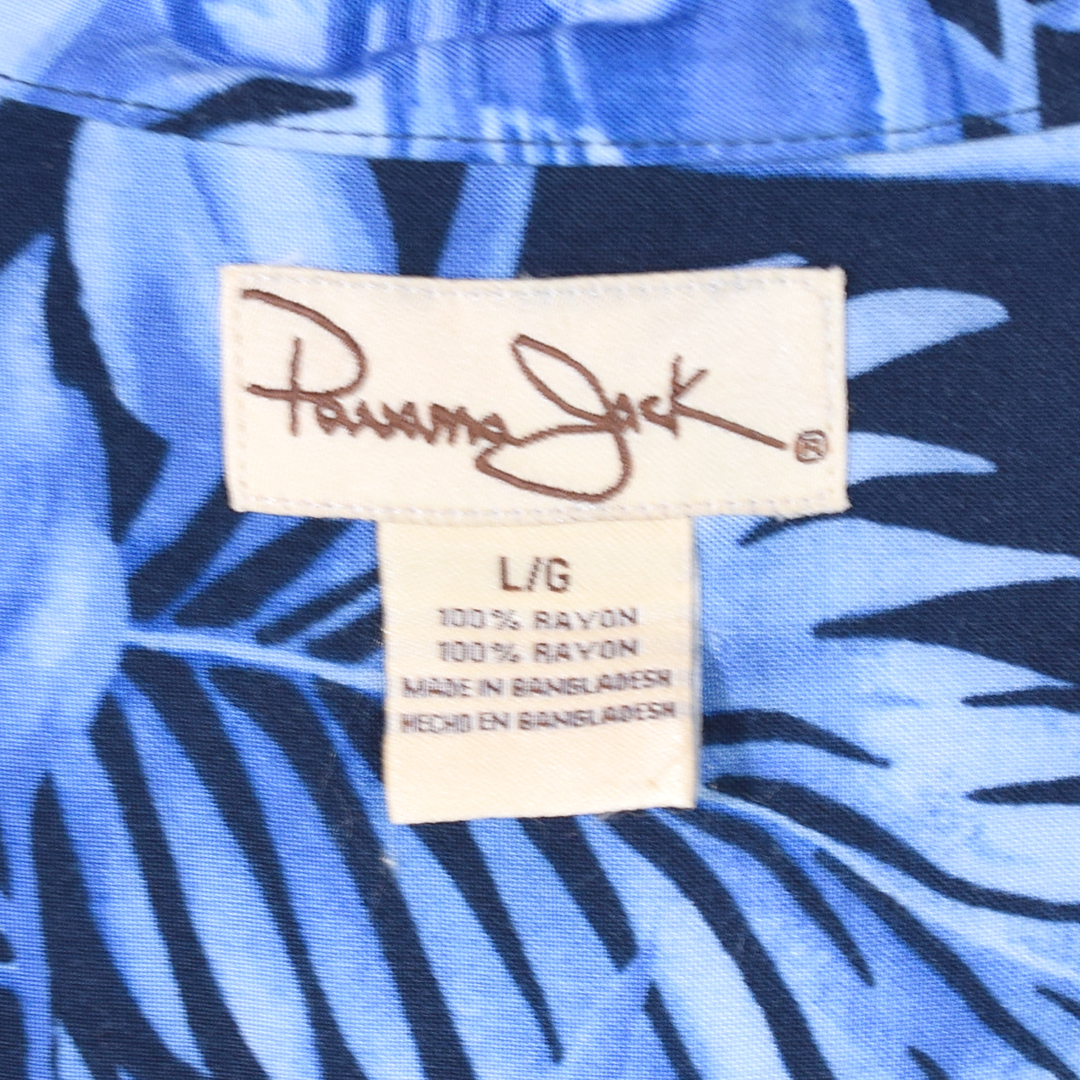 Panama Jack®
L/G
100% RAYON
100% RAYON
MADE IN BANGLADESH
HECHO EN BANGLADESH